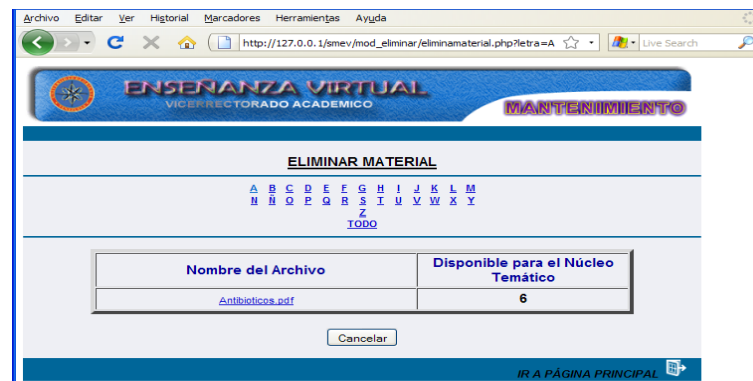 Archivo Editar Ver Historial Marcadores Herramientas Ayuda
http://127.0.0.1/smev/mod_eliminar/eliminamaterial.php?letra=A Live Search
ENSEÑANZA VIRTUAL
VICERRECTORADO ACADEMICO
MANTENIMIENTO
ELIMINAR MATERIAL
A B C D E F G H I J K L M
N Ñ O P Q R S T U V W X Y
Z
TODO
Nombre del Archivo Disponible para el Núcleo
Temático
Antibioticos.pdf 6
Cancelar
IR A PÁGINA PRINCIPAL